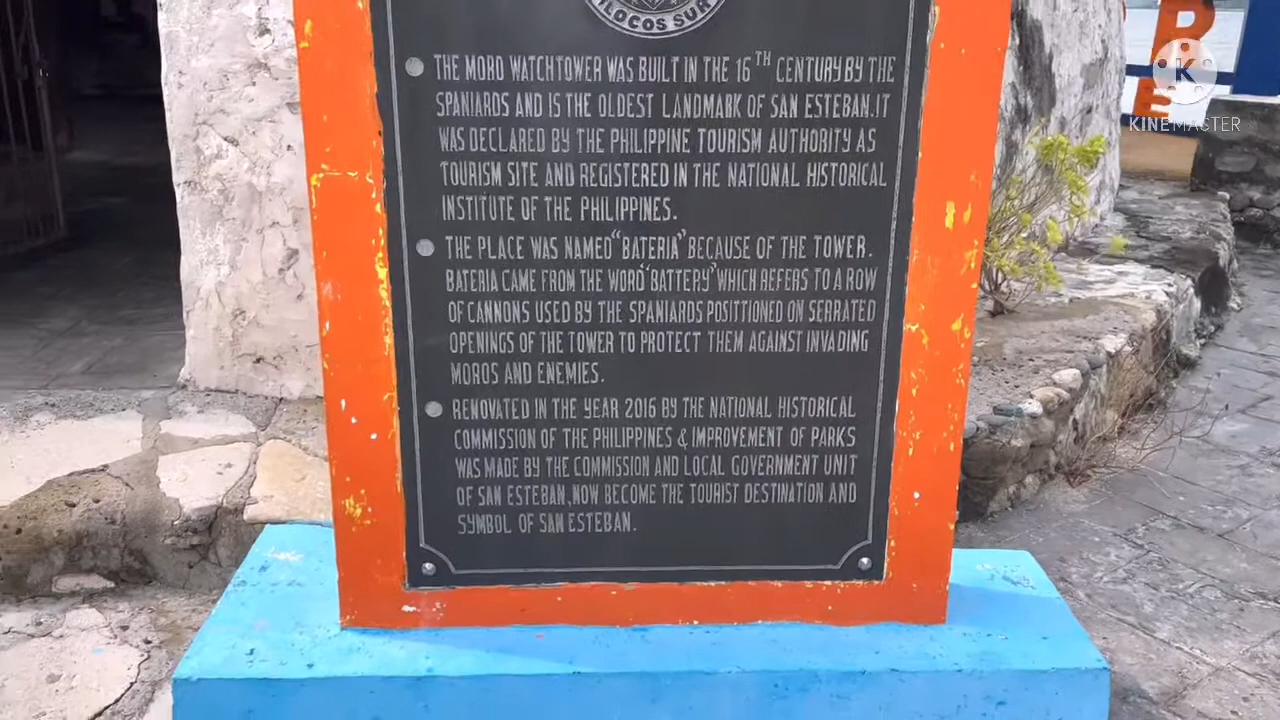 ILOCOS SUR
THE MORO WATCHTOWER WAS BUILT IN THE 16TH CENTURY BY THE
SPANIARDS AND IS THE OLDEST LANDMARK OF SAN ESTEBAN.IT
WAS DECLARED BY THE PHILIPPINE TOURISM AUTHORITY AS
TOURISM SITE AND REGISTERED IN THE NATIONAL HISTORICAL
INSTITUTE OF THE PHILIPPINES.
THE PLACE WAS NAMED "BATERIA" BECAUSE OF THE TOWER.
BATERIA CAME FROM THE WORD "BATTERY" WHICH REFERS TO A ROW
OF CANNONS USED BY THE SPANIARDS POSITIONED ON SERRATED
OPENINGS OF THE TOWER TO PROTECT THEM AGAINST INVADING
MOROS AND ENEMIES.
RENOVATED IN THE YEAR 2016 BY THE NATIONAL HISTORICAL
COMMISSION OF THE PHILIPPINES & IMPROVEMENT OF PARKS
WAS MADE BY THE COMMISSION AND LOCAL GOVERNMENT UNIT
OF SAN ESTEBAN,NOW BECOME THE TOURIST DESTINATION AND
SYMBOL OF SAN ESTEBAN.
R
E
K
KINEMASTER